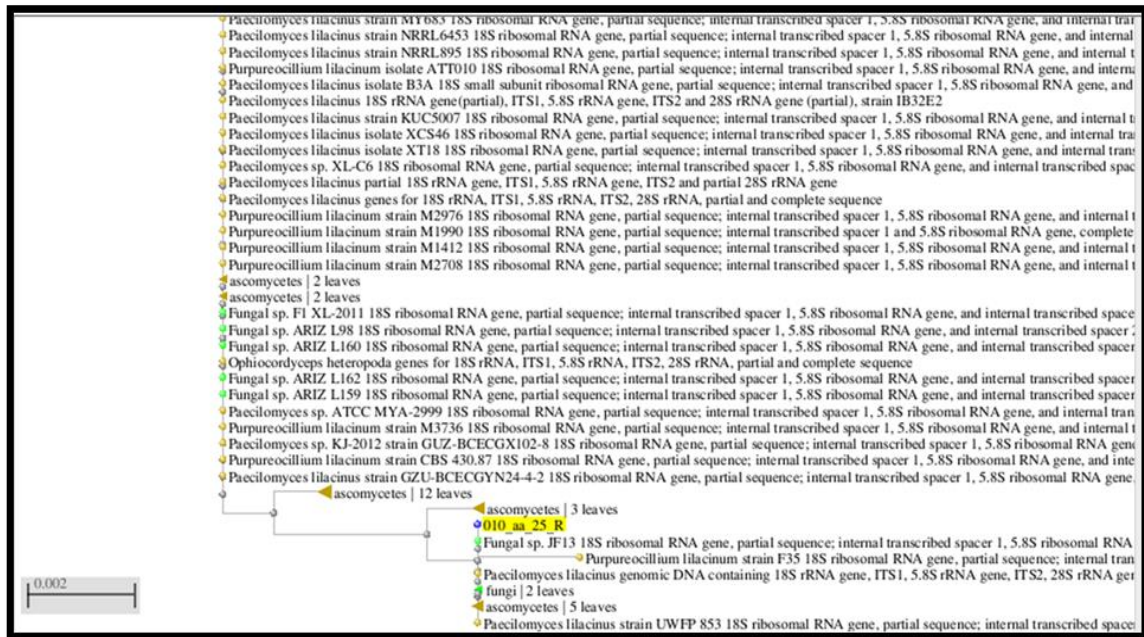 Paecilomyces lilacinus strain MY683 18S ribosomal RNA gene, partial sequence; internal transcribed spacer 1, 5.8S ribosomal RNA gene, and internal trar
Paecilomyces lilacinus strain NRRL6453 18S ribosomal RNA gene, partial sequence; internal transcribed spacer 1, 5.8S ribosomal RNA gene, and internal
Paecilomyces lilacinus strain NRRL895 18S ribosomal RNA gene, partial sequence; internal transcribed spacer 1, 5.8S ribosomal RNA gene, and internal t
Purpureocillium lilacinum isolate ATT010 18S ribosomal RNA gene, partial sequence; internal transcribed spacer 1, 5.8S ribosomal RNA gene, and interna
Paecilomyces lilacinus isolate B3A 18S small subunit ribosomal RNA gene, partial sequence; internal transcribed spacer 1, 5.8S ribosomal RNA gene, and
Paecilomyces lilacinus 18S rRNA gene(partial), ITS1, 5.8S rRNA gene, ITS2 and 28S rRNA gene (partial), strain IB32E2
Paecilomyces lilacinus strain KUC5007 18S ribosomal RNA gene, partial sequence; internal transcribed spacer 1, 5.8S ribosomal RNA gene, and internal t
Paecilomyces lilacinus isolate XCS46 18S ribosomal RNA gene, partial sequence; internal transcribed spacer 1, 5.8S ribosomal RNA gene, and internal tra
Paecilomyces lilacinus isolate XT18 18S ribosomal RNA gene, partial sequence; internal transcribed spacer 1, 5.8S ribosomal RNA gene, and internal trans
Paecilomyces sp. XL-C6 18S ribosomal RNA gene, partial sequence; internal transcribed spacer 1, 5.8S ribosomal RNA gene, and internal transcribed spac
Paecilomyces lilacinus partial 18S rRNA gene, ITS1, 5.8S rRNA gene, ITS2 and partial 28S rRNA gene
Paecilomyces lilacinus genes for 18S rRNA, ITS1, 5.8S rRNA, ITS2, 28S rRNA, partial and complete sequence
Purpureocillium lilacinum strain M2976 18S ribosomal RNA gene, partial sequence; internal transcribed spacer 1, 5.8S ribosomal RNA gene, and internal t
Purpureocillium lilacinum strain M1990 18S ribosomal RNA gene, partial sequence; internal transcribed spacer 1 and 5.8S ribosomal RNA gene, complete
Purpureocillium lilacinum strain M1412 18S ribosomal RNA gene, partial sequence; internal transcribed spacer 1, 5.8S ribosomal RNA gene, and internal t
Purpureocillium lilacinum strain M2708 18S ribosomal RNA gene, partial sequence; internal transcribed spacer 1, 5.8S ribosomal RNA gene, and internal t
ascomycetes | 2 leaves
ascomycetes | 2 leaves
Fungal sp. F1 XL-2011 18S ribosomal RNA gene, partial sequence; internal transcribed spacer 1, 5.8S ribosomal RNA gene, and internal transcribed space
Fungal sp. ARIZ L98 18S ribosomal RNA gene, partial sequence; internal transcribed spacer 1, 5.8S ribosomal RNA gene, and internal transcribed spacer
Fungal sp. ARIZ L160 18S ribosomal RNA gene, partial sequence; internal transcribed spacer 1, 5.8S ribosomal RNA gene, and internal transcribed spacer
Ophiocordyceps heteropoda genes for 18S rRNA, ITS1, 5.8S rRNA, ITS2, 28S rRNA, partial and complete sequence
Fungal sp. ARIZ L162 18S ribosomal RNA gene, partial sequence; internal transcribed spacer 1, 5.8S ribosomal RNA gene, and internal transcribed spacer
Fungal sp. ARIZ L159 18S ribosomal RNA gene, partial sequence; internal transcribed spacer 1, 5.8S ribosomal RNA gene, and internal transcribed spacer
Paecilomyces sp. ATCC MYA-2999 18S ribosomal RNA gene, partial sequence; internal transcribed spacer 1, 5.8S ribosomal RNA gene, and internal tran
Purpureocillium lilacinum strain M3736 18S ribosomal RNA gene, partial sequence; internal transcribed spacer 1, 5.8S ribosomal RNA gene, and internal t
Paecilomyces sp. KJ-2012 strain GUZ-BCECGX102-8 18S ribosomal RNA gene, partial sequence; internal transcribed spacer 1, 5.8S ribosomal RNA gene
Purpureocillium lilacinum strain CBS 430.87 18S ribosomal RNA gene, partial sequence; internal transcribed spacer 1, 5.8S ribosomal RNA gene, and inte
Paecilomyces lilacinus strain GZU-BCECGYN24-4-2 18S ribosomal RNA gene, partial sequence; internal transcribed spacer 1, 5.8S ribosomal RNA gene,
ascomycetes | 12 leaves
ascomycetes | 3 leaves
010_aa_25_R
Fungal sp. JF13 18S ribosomal RNA gene, partial sequence; internal transcribed spacer 1, 5.8S ribosomal RNA
Purpureocillium lilacinum strain F35 18S ribosomal RNA gene, partial sequence; internal tran
Paecilomyces lilacinus genomic DNA containing 18S rRNA gene, ITS1, 5.8S rRNA gene, ITS2, 28S rRNA ger
fungi | 2 leaves
ascomycetes | 5 leaves
Paecilomyces lilacinus strain UWFP 853 18S ribosomal RNA gene, partial sequence; internal transcribed space
0.002